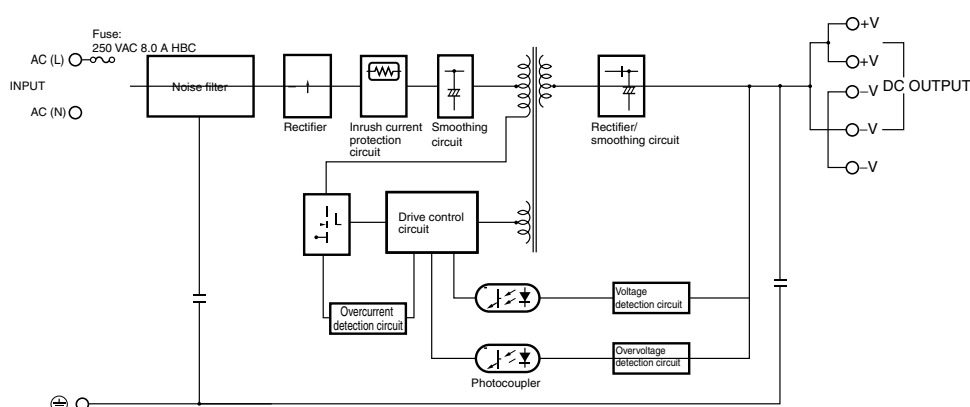 Fuse:
250 VAC 8.0 A HBC
AC (L)
INPUT
AC (N)
Noise filter
Rectifier
Inrush current
protection
circuit
Smoothing
circuit
Rectifier/
smoothing circuit
+V
+V
–V
–V
–V
DC OUTPUT
Drive control
circuit
Overcurrent
detection circuit
Voltage
detection circuit
Overvoltage
detection circuit
Photocoupler